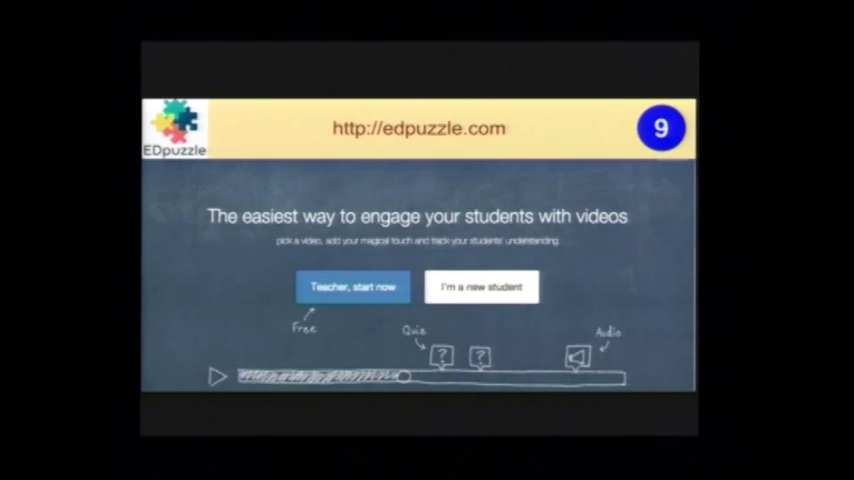 EDpuzzle
http://edpuzzle.com
9
The easiest way to engage your students with videos
pick a video, add your magical touch and track your students' understanding
Teacher, start now
I'm a new student
Free
Quiz
Audio
?
?